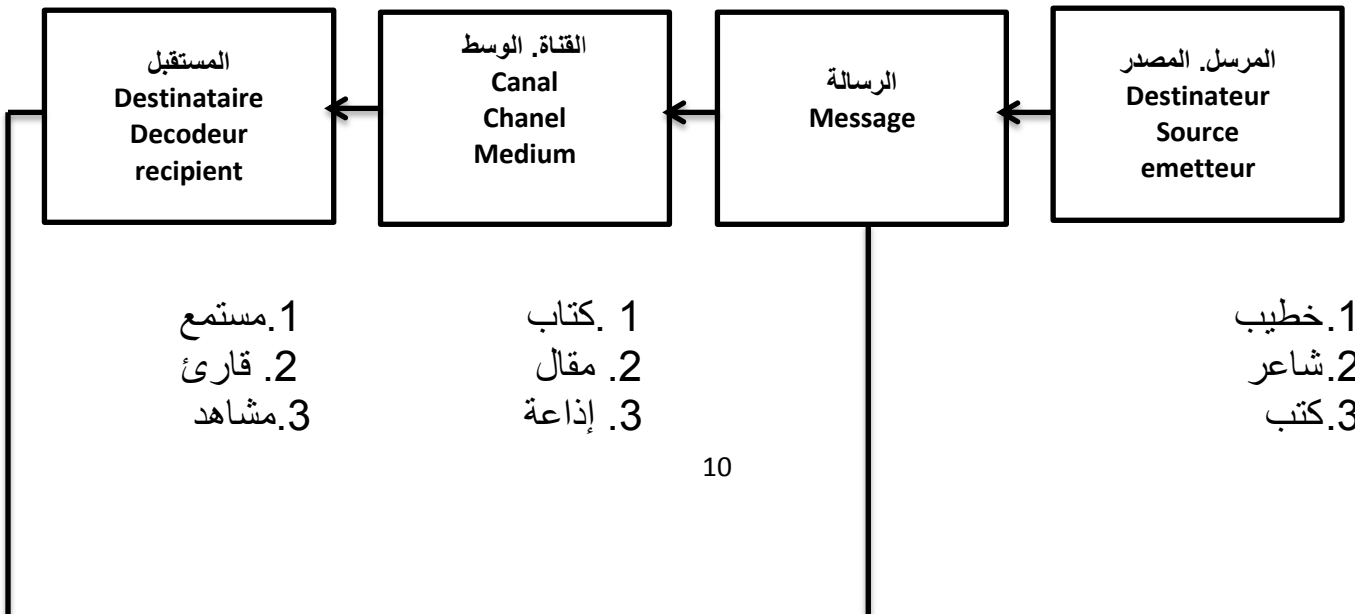 المرسل. المصدر
Destinateur
Source
emetteur
الرسالة
Message
القناة. الوسط
Canal
Chanel
Medium
المستقبل
Destinataire
Decodeur
recipient
1.خطيب
2.شاعر
3.كتب
1 .كتاب
2. مقال
3. إذاعة
1.مستمع
2. قارئ
3.مشاهد
10